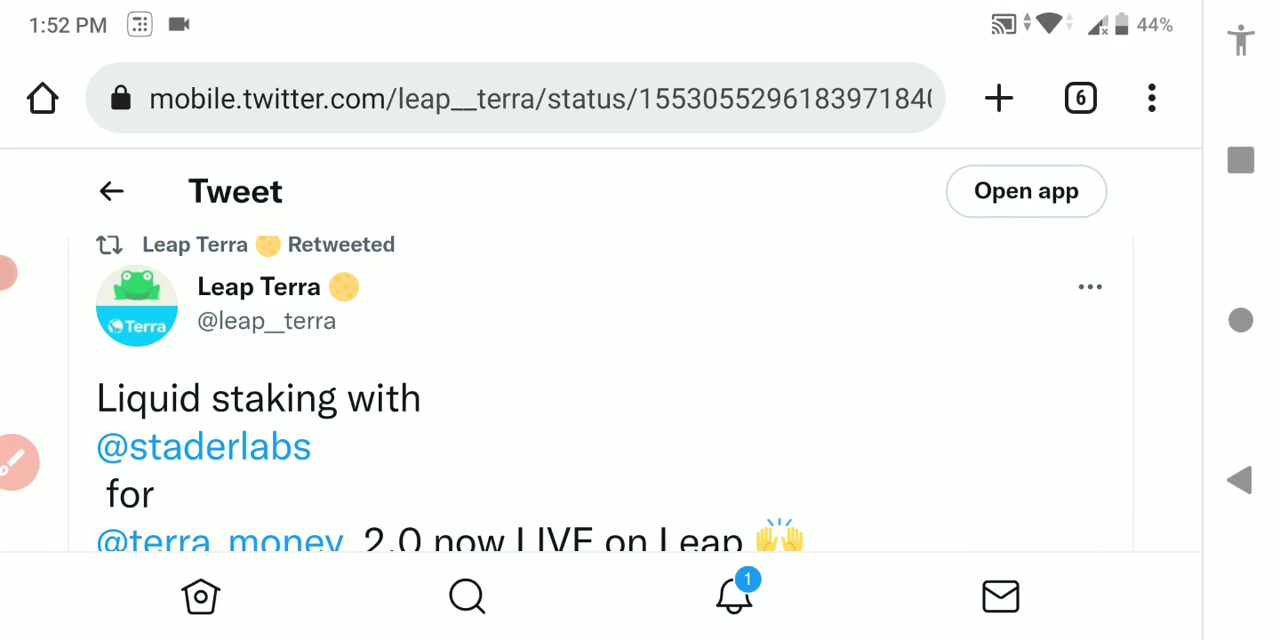 1:52 PM
44%
mobile.twitter.com/leap__terra/status/1553055296183971840
6
Tweet
Open app
Leap Terra Retweeted
Leap Terra
@leap__terra
Terra
Liquid staking with
@staderlabs
for
@terra_money 2.0 now LIVE on Leap 🙌
1